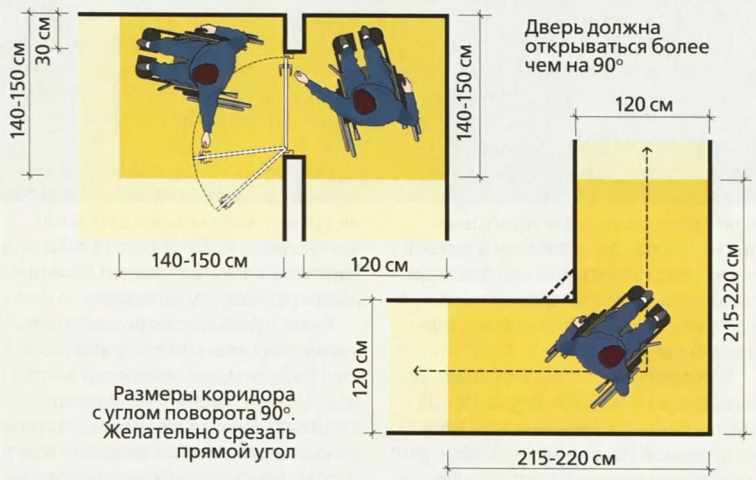 30 см
140-150 см
140-150 см
Дверь должна
открываться более
чем на 90°
120 см
140-150 см
120 см
215-220 см
120 см
Размеры коридора
с углом поворота 90°.
Желательно срезать
прямой угол
215-220 см